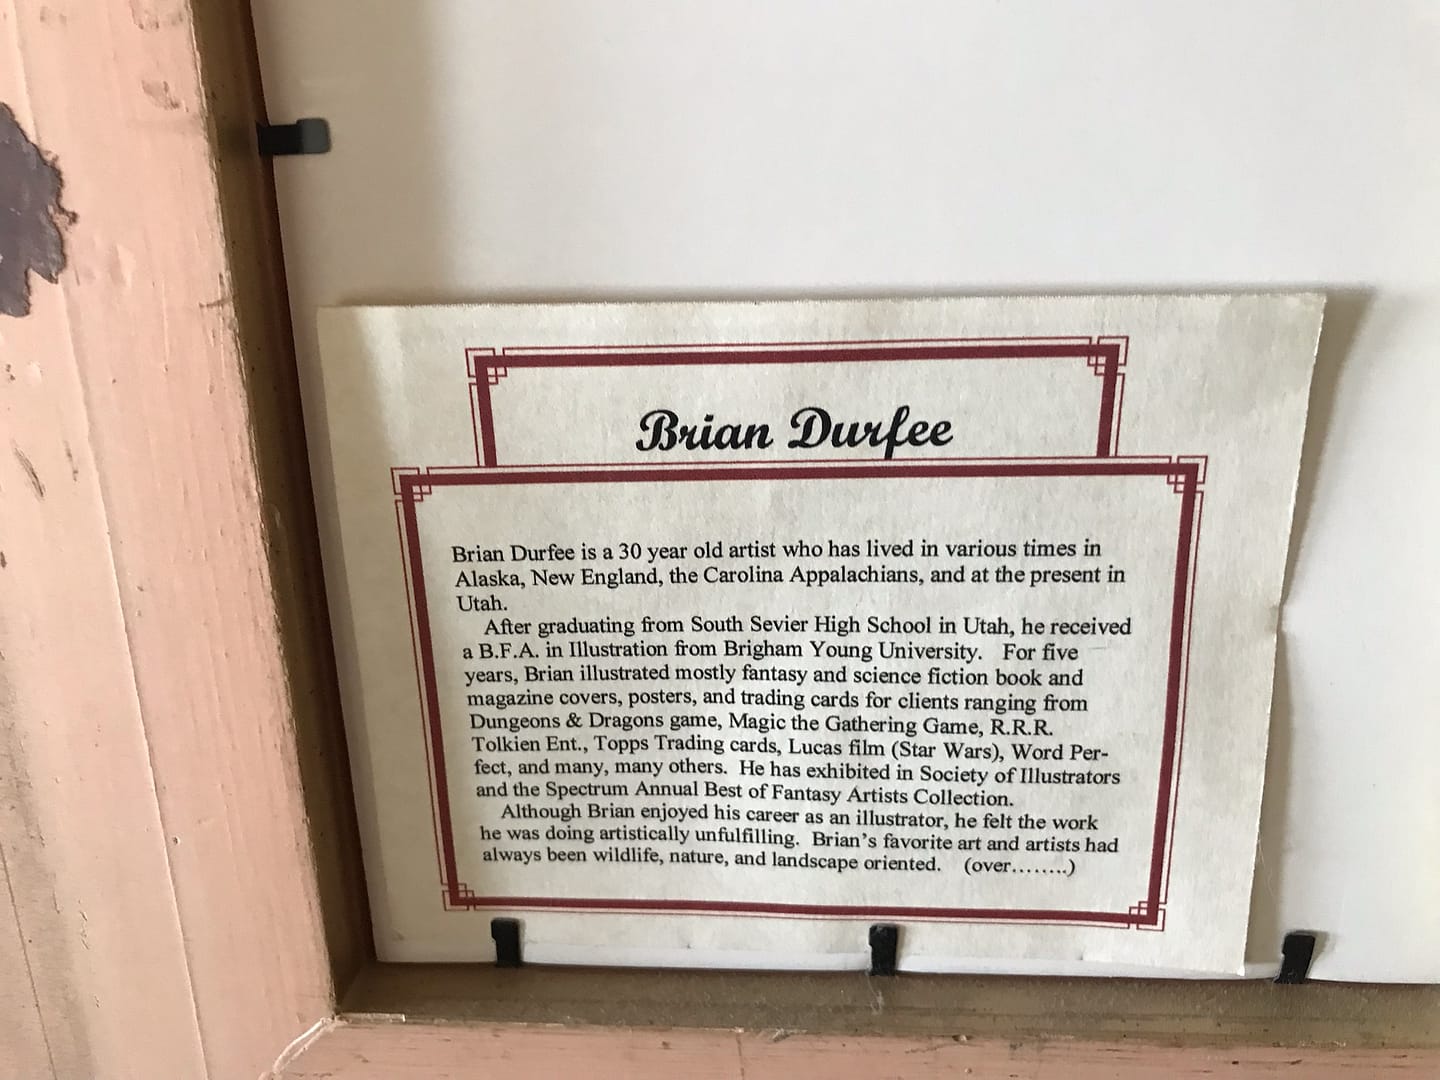 Brian Durfee
Brian Durfee is a 30 year old artist who has lived in various times in
Alaska, New England, the Carolina Appalachians, and at the present in
Utah.
After graduating from South Sevier High School in Utah, he received
a B.F.A. in Illustration from Brigham Young University. For five
years, Brian illustrated mostly fantasy and science fiction book and
magazine covers, posters, and trading cards for clients ranging from
Dungeons & Dragons game, Magic the Gathering Game, R.R.R.
Tolkien Ent., Topps Trading cards, Lucas film (Star Wars), Word Per-
fect, and many, many others. He has exhibited in Society of Illustrators
and the Spectrum Annual Best of Fantasy Artists Collection.
Although Brian enjoyed his career as an illustrator, he felt the work
he was doing artistically unfulfilling. Brian's favorite art and artists had
always been wildlife, nature, and landscape oriented. (over........)